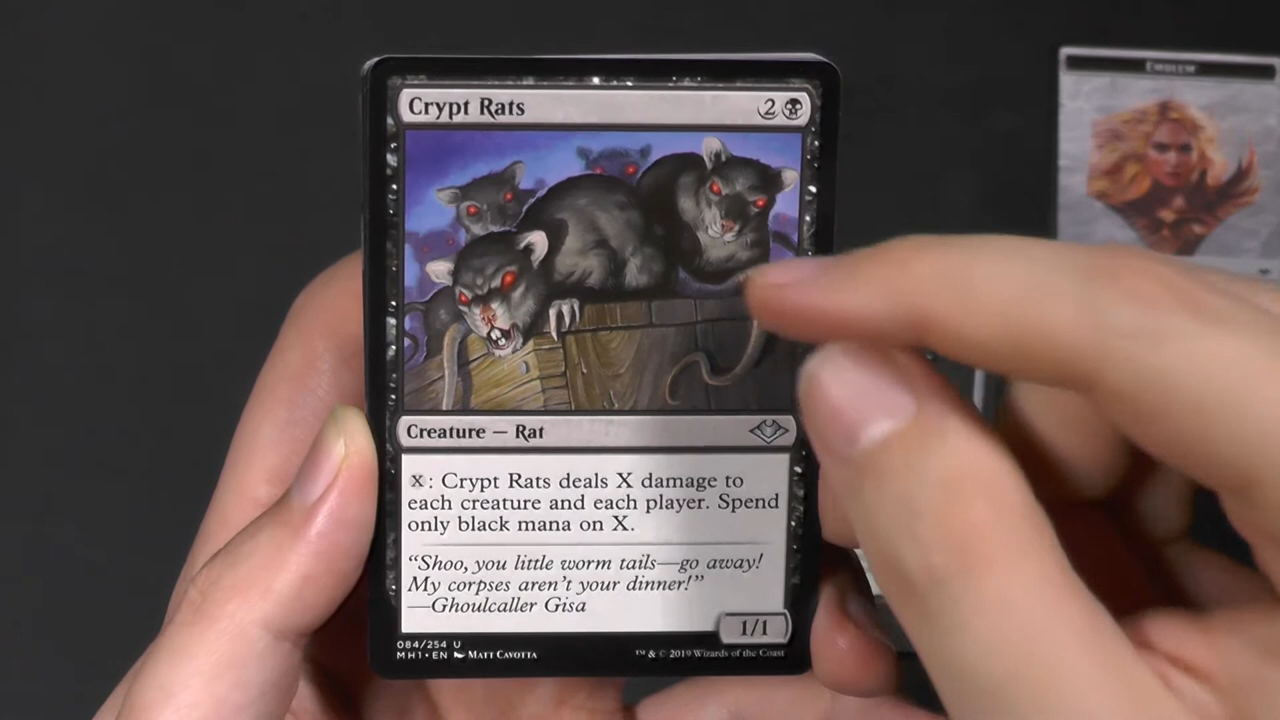 Crypt Rats 2
EMBLEM
Creature — Rat
X: Crypt Rats deals X damage to
each creature and each player. Spend
only black mana on X.
“Shoo, you little worm tails—go away!
My corpses aren’t your dinner!”
—Ghoulcaller Gisa
1/1
084/254 U
MH1 • EN Matt Cavotta
™ & © 2019 Wizards of the Coast